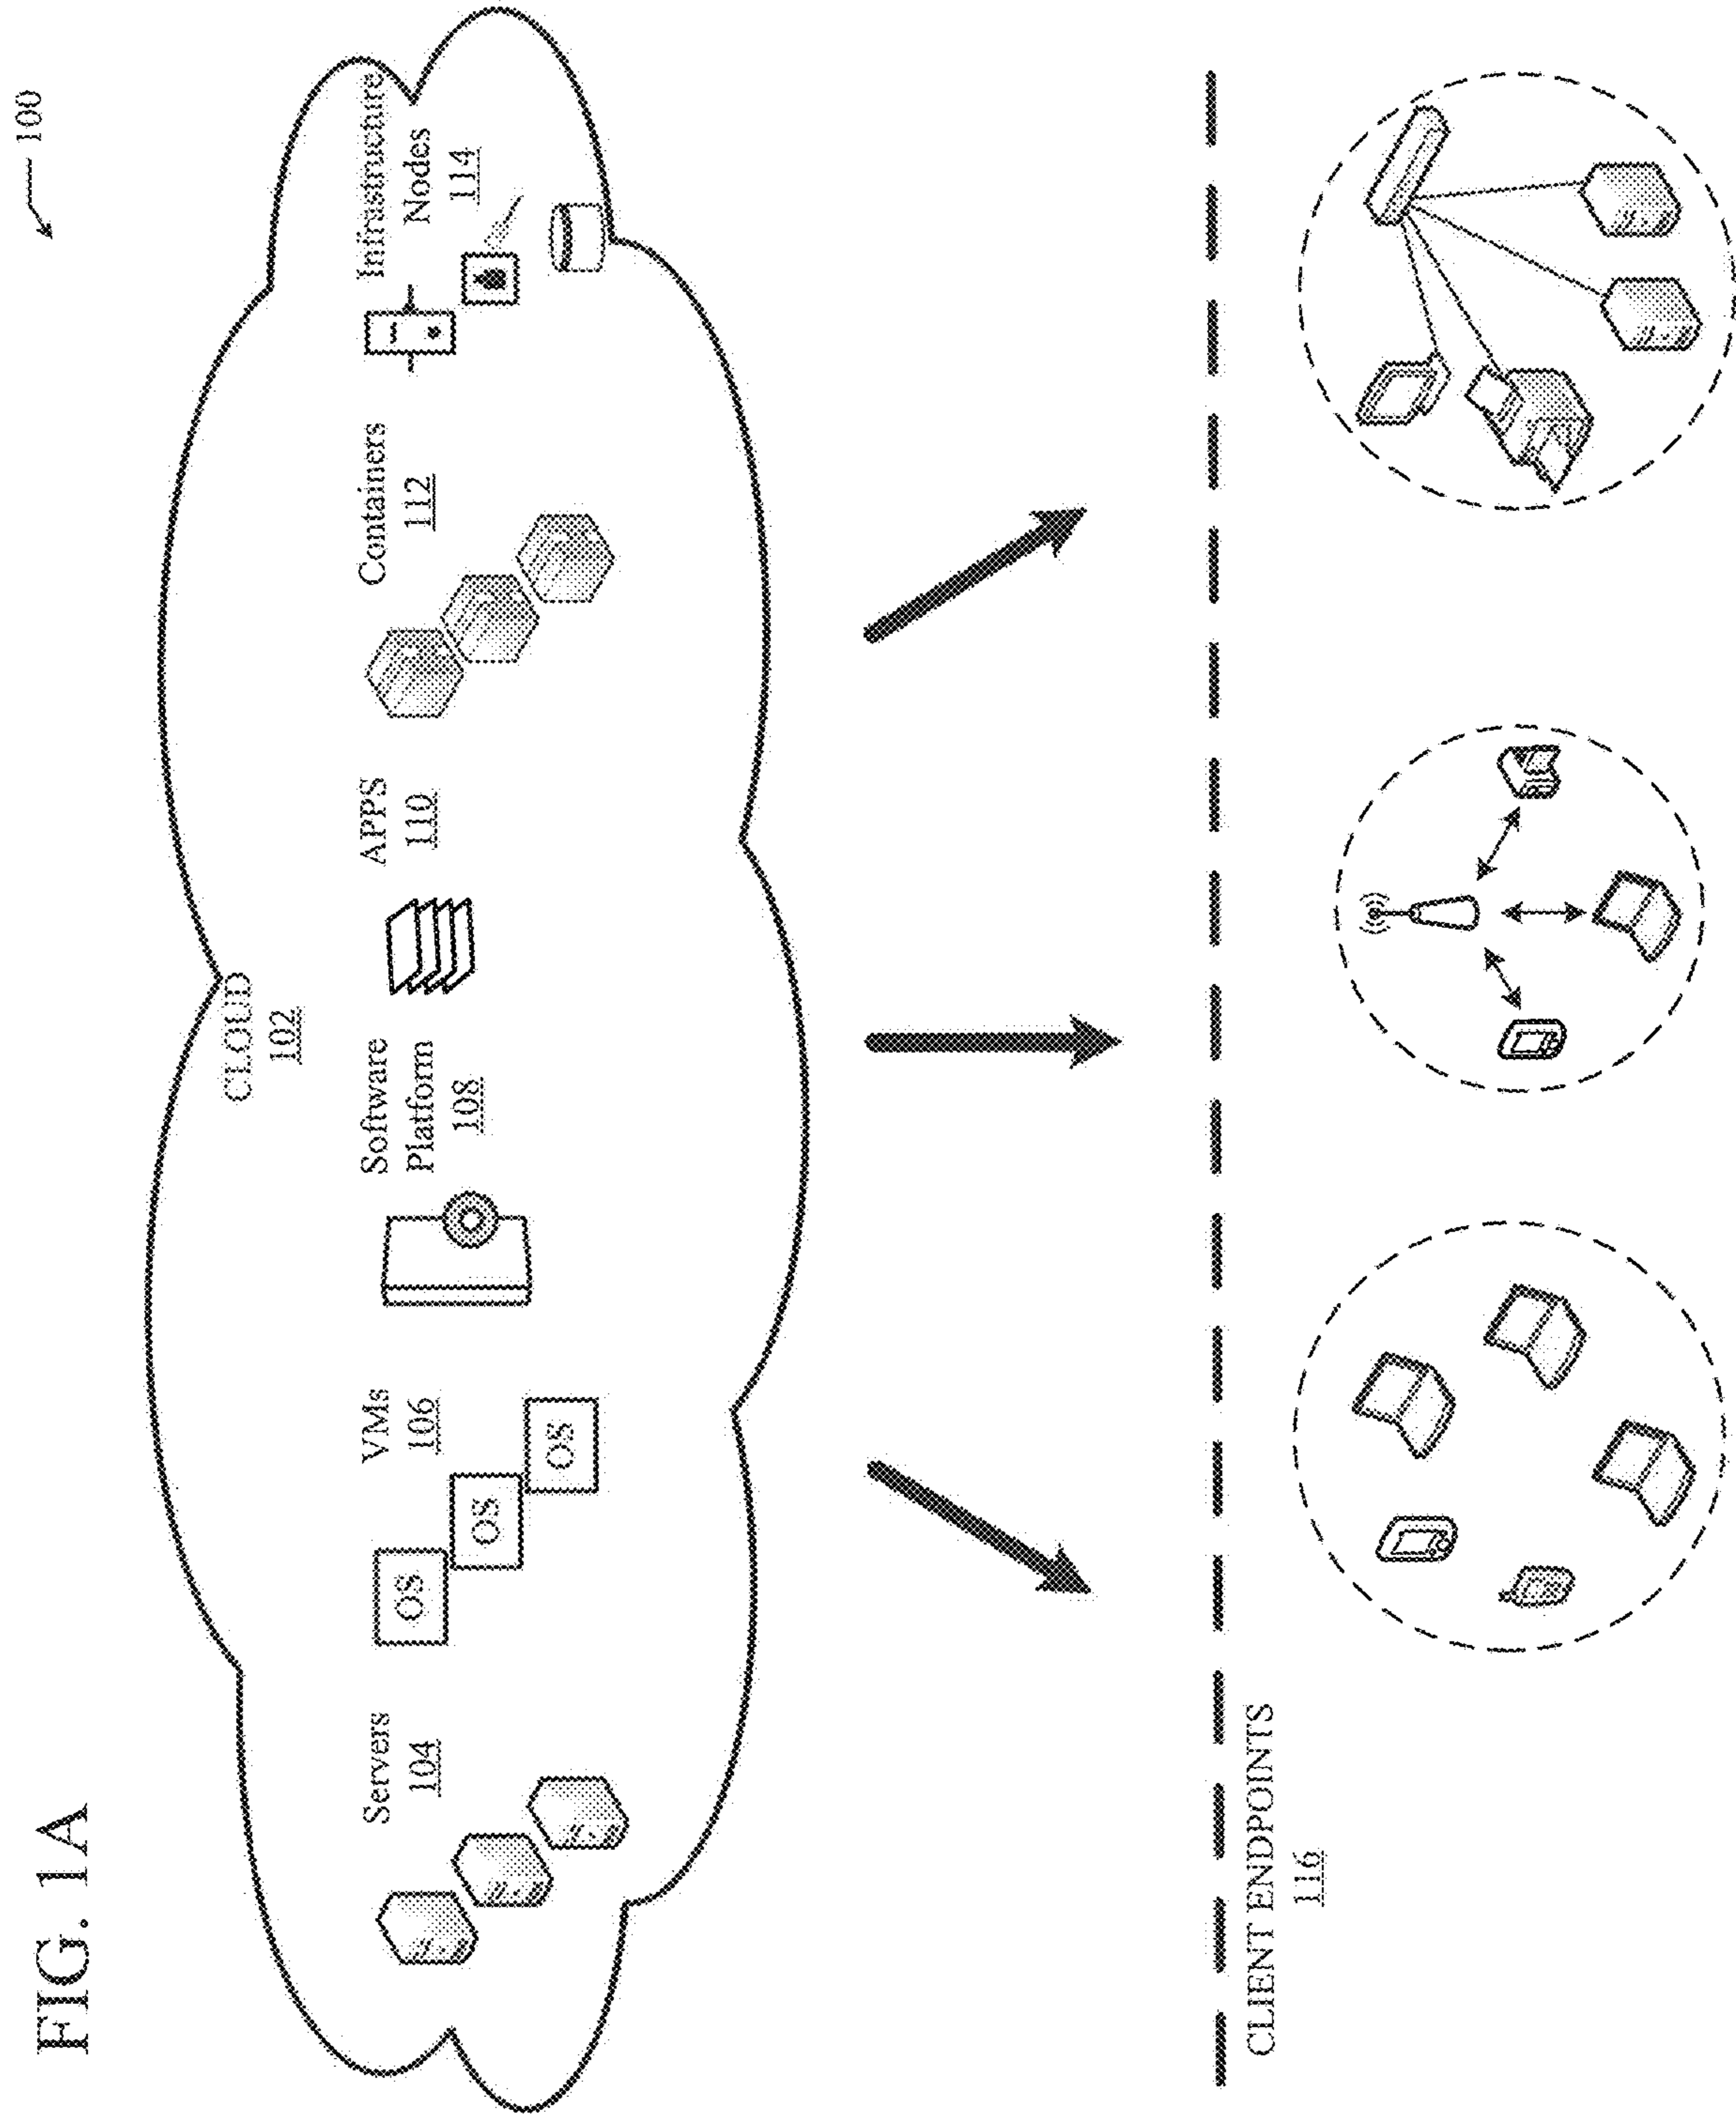 FIG. 1A
100
CLOUD
102
Servers
104
VMs
106
OS
OS
OS
Software
Platform
108
APPS
110
Containers
112
Infrastructure
Nodes
114
CLIENT ENDPOINTS
116